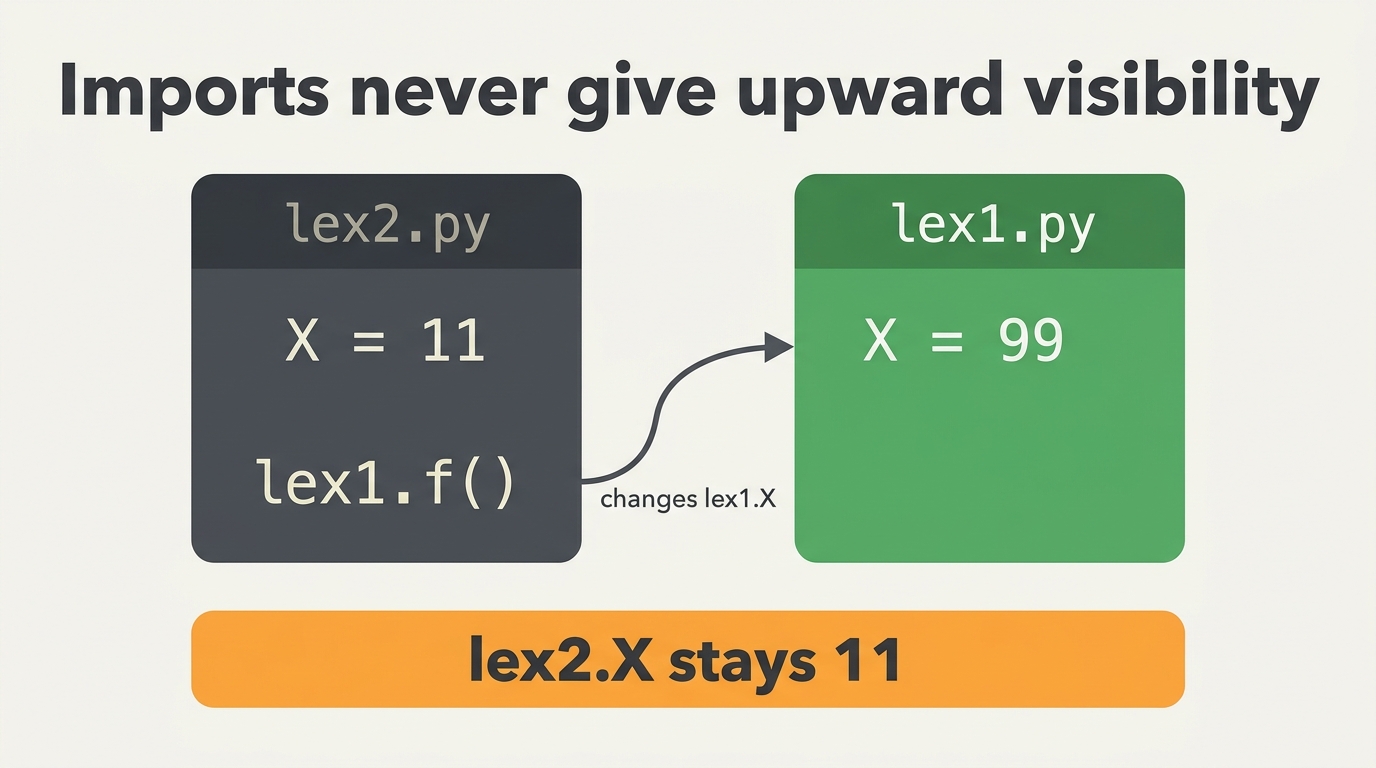 Imports never give upward visibility
lex2.py
X = 11
lex1.f()
changes lex1.X
lex1.py
X = 99
lex2.X stays 11